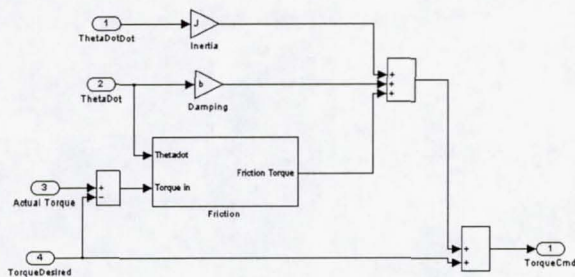 1
ThetaDotDot
J
Inertia
2
ThetaDot
b
Damping
+
+
+
Thetadot
Torque in
Friction Torque
Friction
3
Actual Torque
+
−
4
TorqueDesired
+
+
1
TorqueCmd